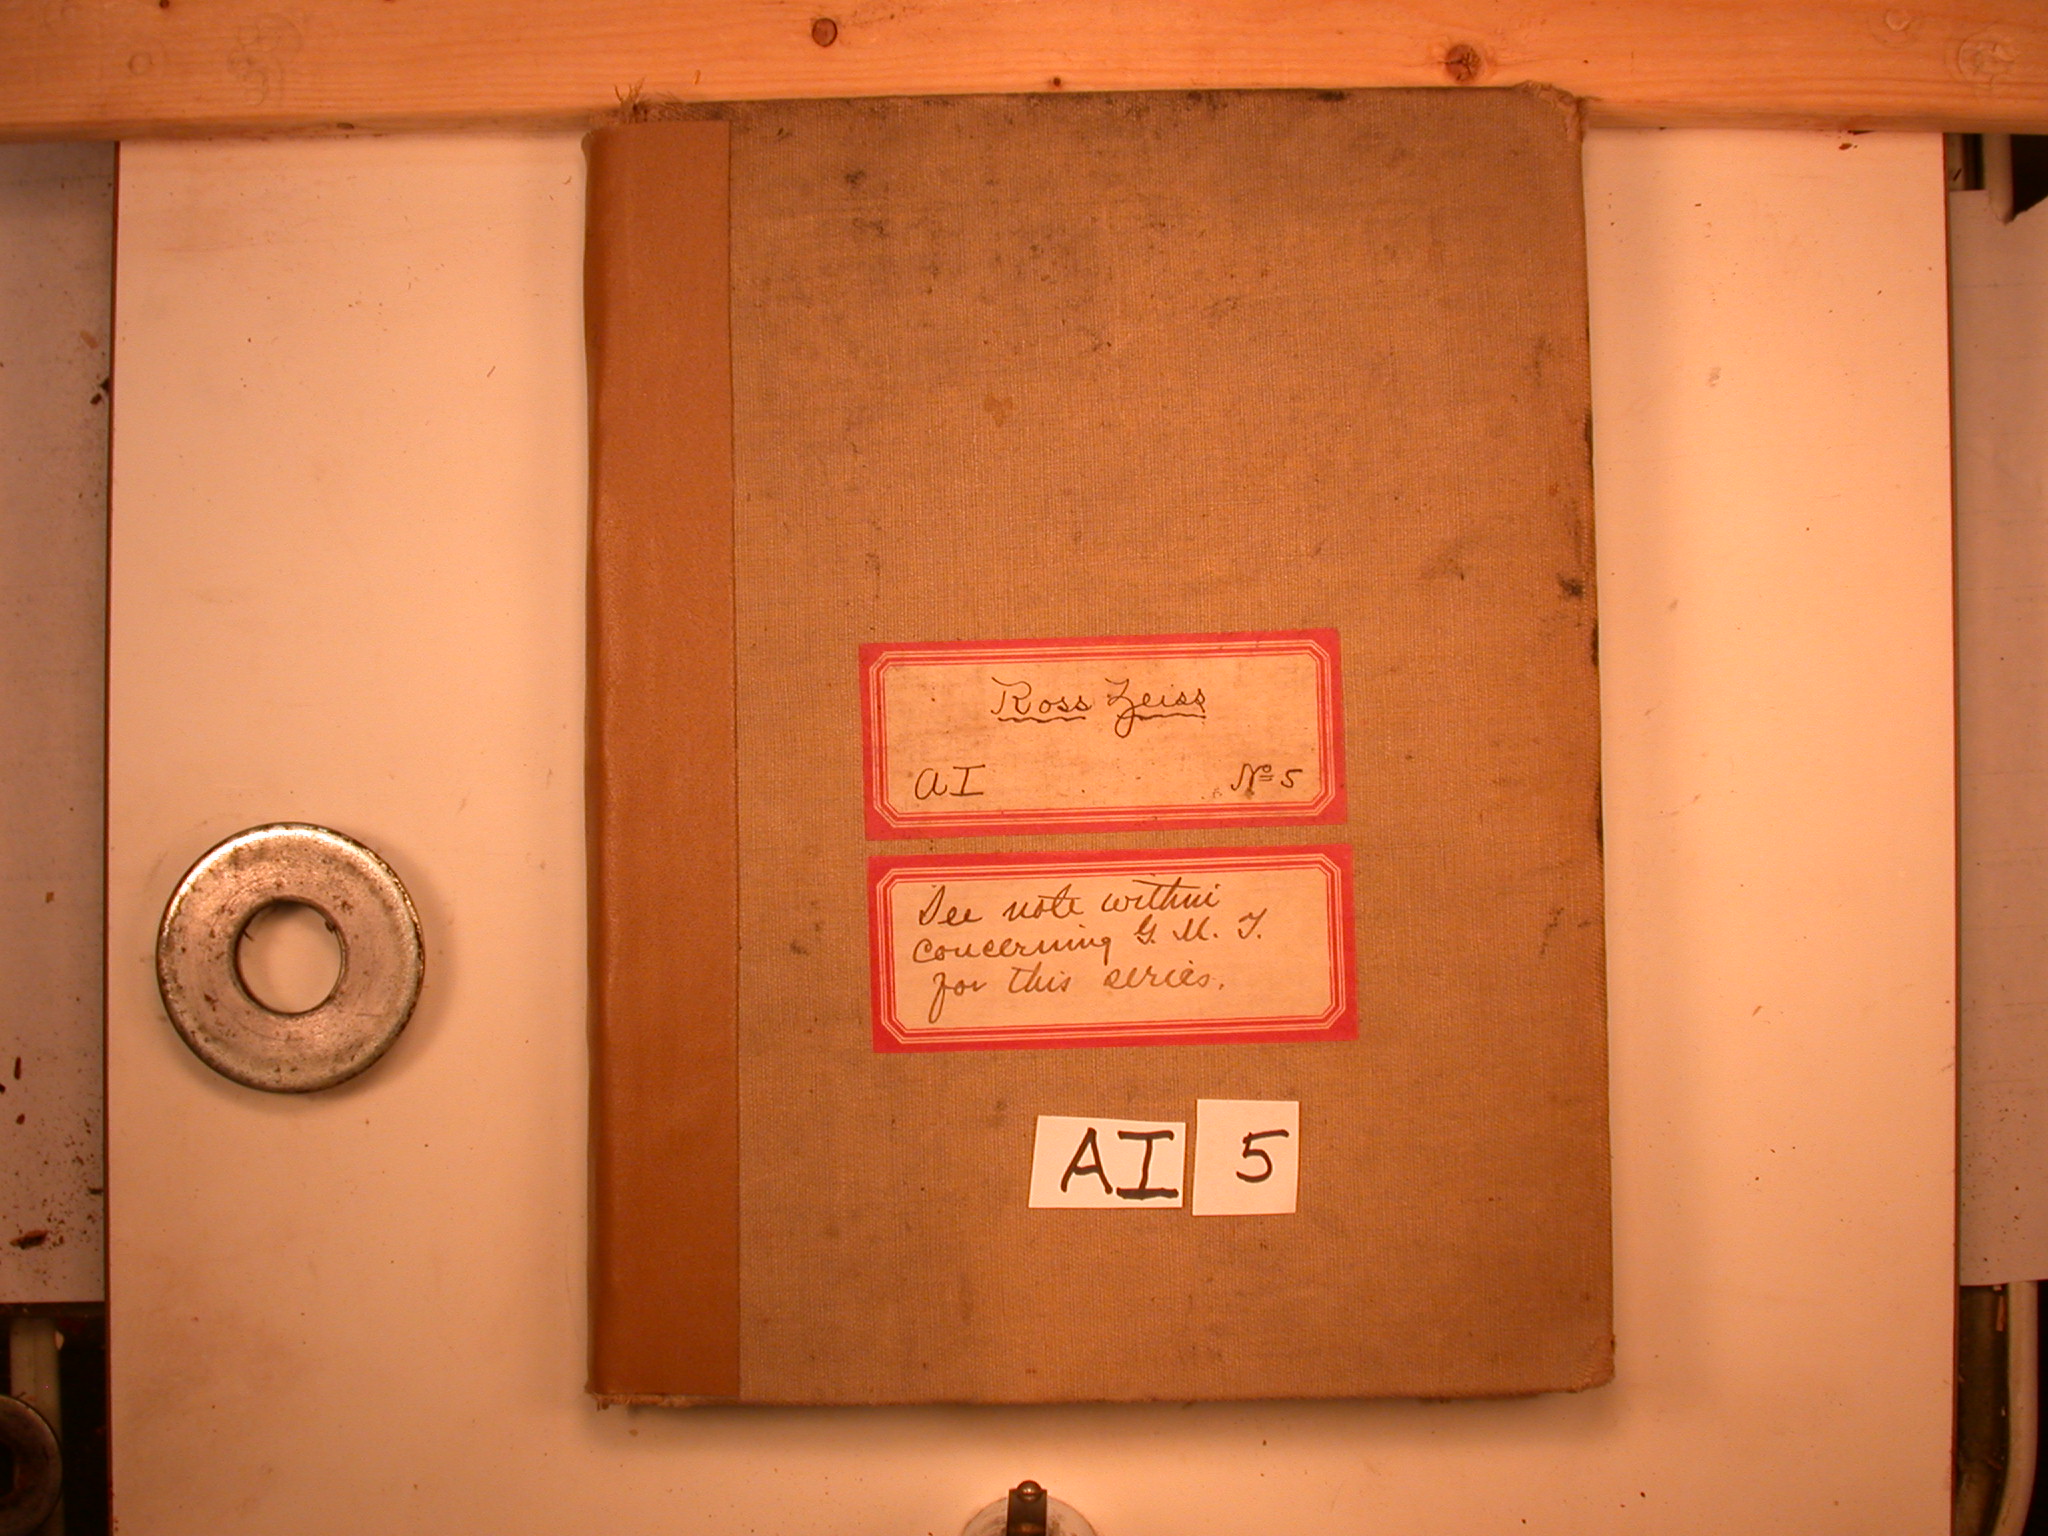 Ross Zeiss
AI No 5
See note within
concerning G. M. T.
for this series.
AI 5